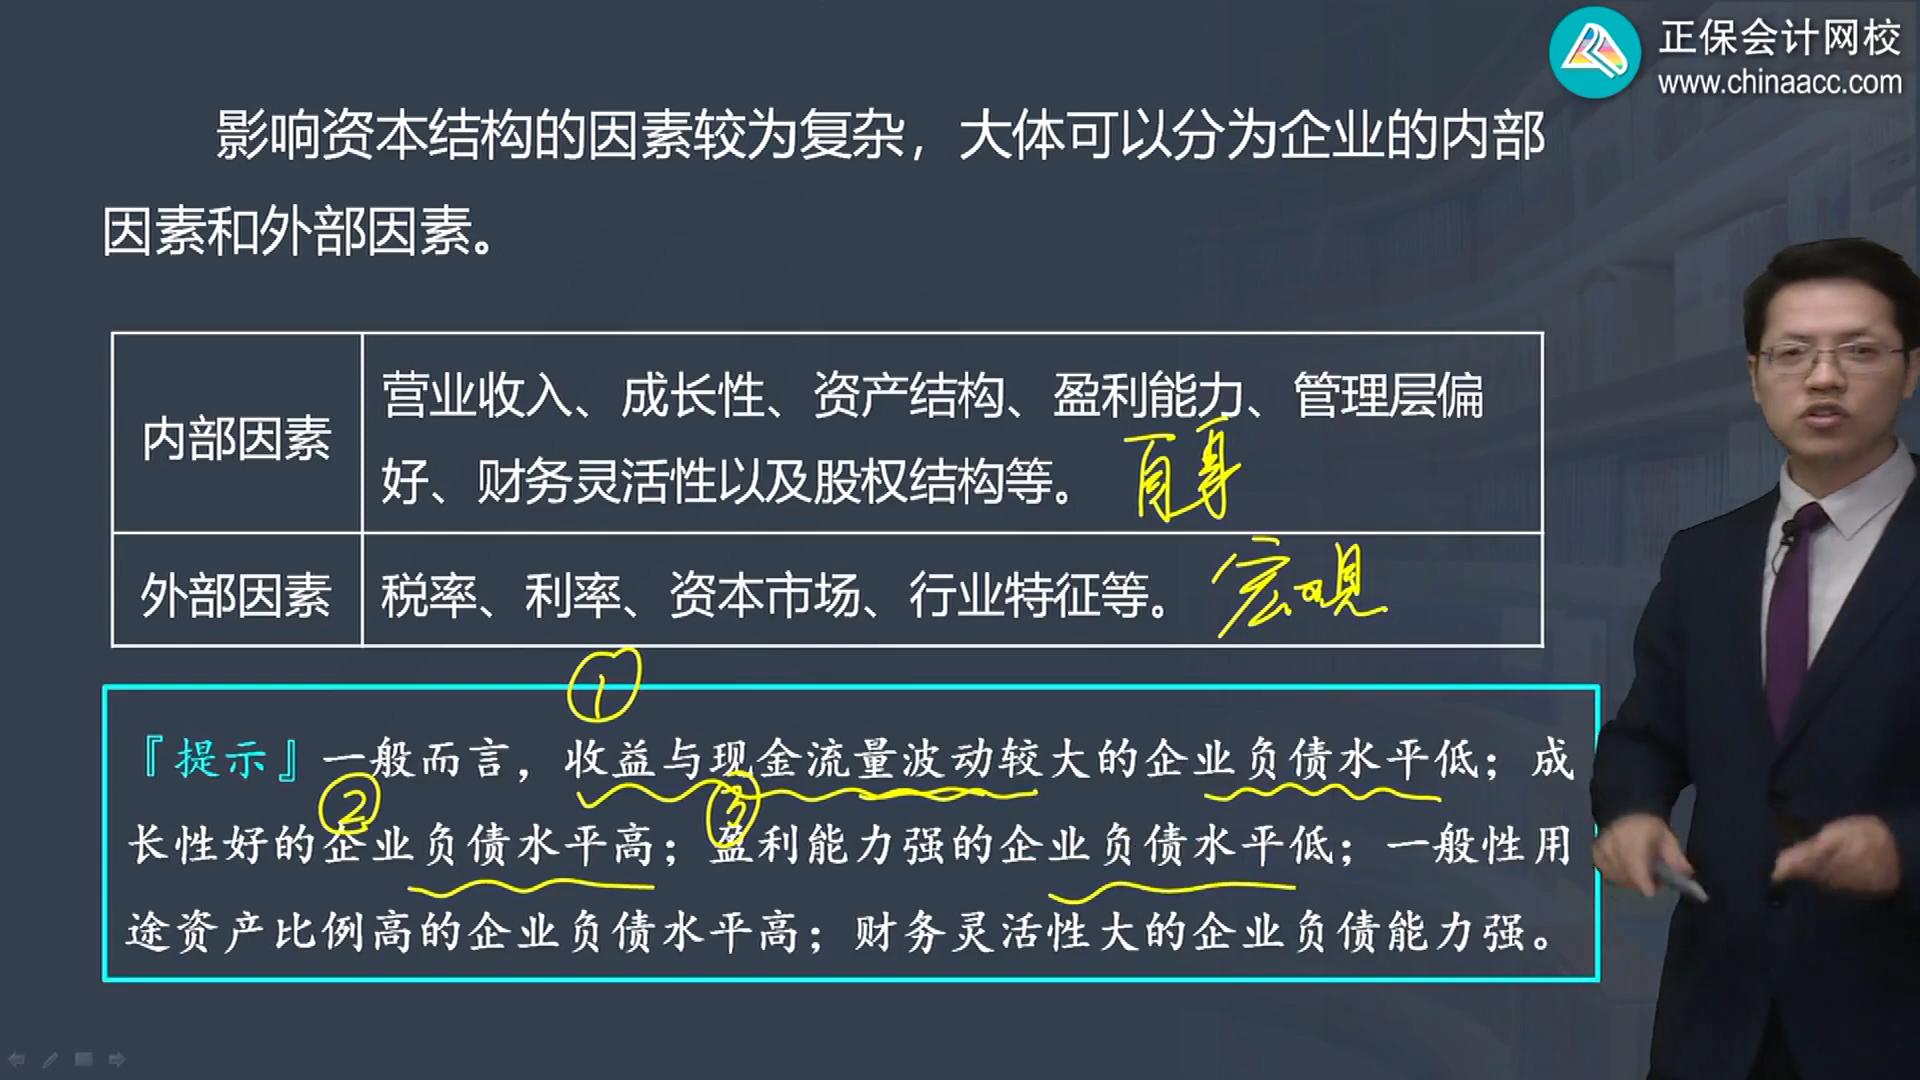 正保会计网校
www.chinaacc.com
影响资本结构的因素较为复杂，大体可以分为企业的内部
因素和外部因素。
内部因素
营业收入、成长性、资产结构、盈利能力、管理层偏
好、财务灵活性以及股权结构等。
自身
外部因素
税率、利率、资本市场、行业特征等。
宏观
①
『提示』一般而言，收益与现金流量波动较大的企业负债水平低；成
② ③
长性好的企业负债水平高；盈利能力强的企业负债水平低；一般性用
途资产比例高的企业负债水平高；财务灵活性大的企业负债能力强。